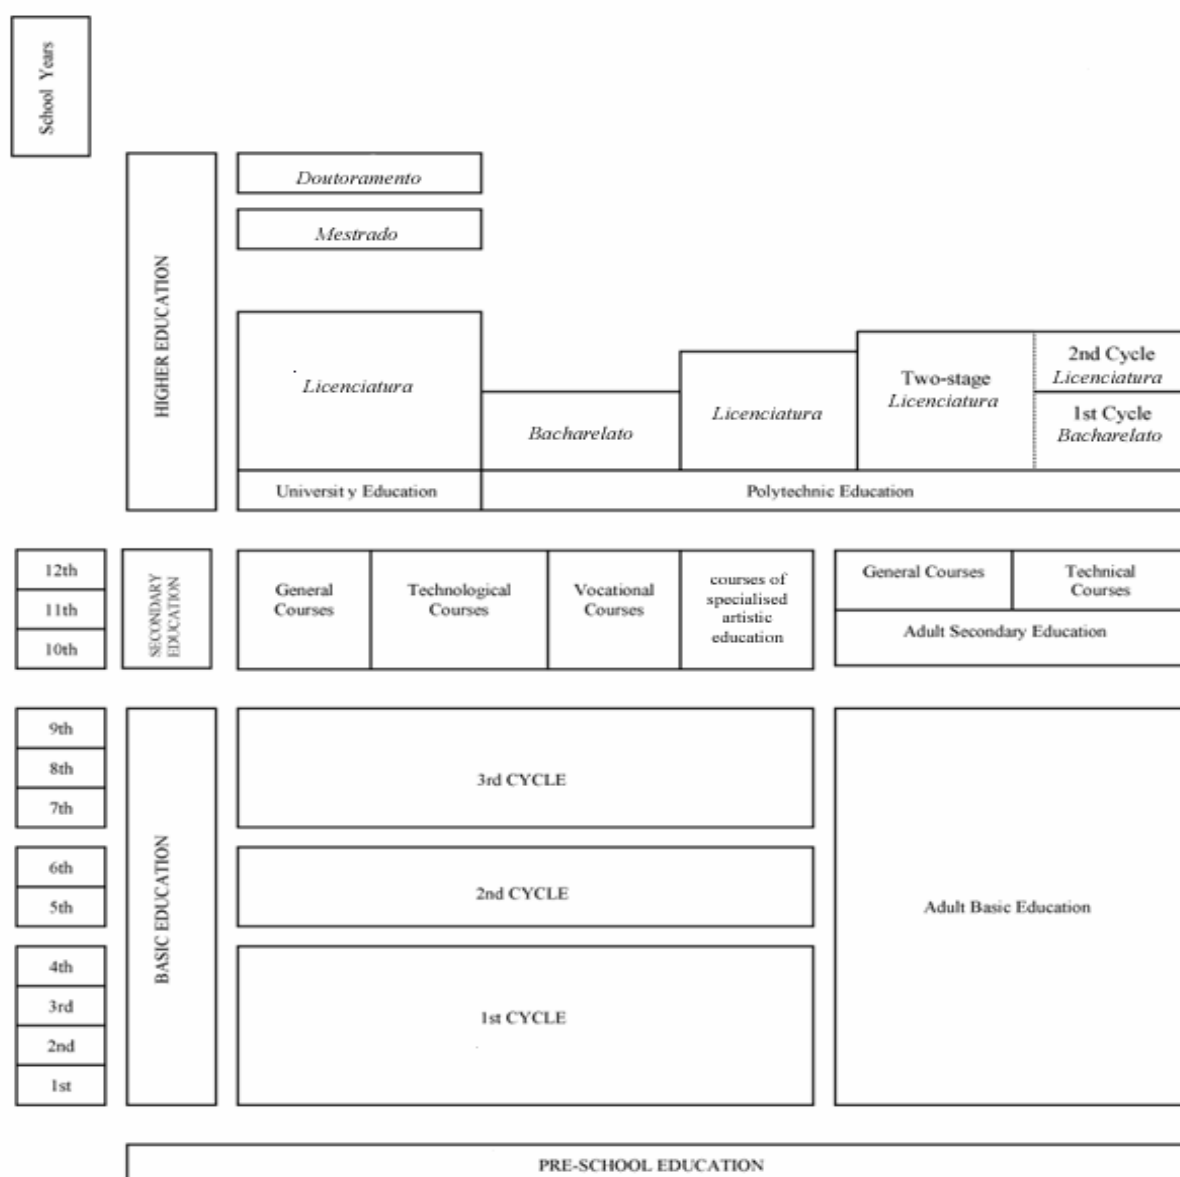 School Years
HIGHER EDUCATION
Doutoramento
Mestrado
Licenciatura
Bacharelato
Licenciatura
Two-stage
Licenciatura
2nd Cycle
Licenciatura
1st Cycle
Bacharelato
University Education
Polytechnic Education
12th
11th
10th
SECONDARY
EDUCATION
General
Courses
Technological
Courses
Vocational
Courses
courses of
specialised
artistic
education
General Courses
Technical
Courses
Adult Secondary Education
9th
8th
7th
6th
5th
4th
3rd
2nd
1st
BASIC EDUCATION
3rd CYCLE
2nd CYCLE
1st CYCLE
Adult Basic Education
PRE-SCHOOL EDUCATION